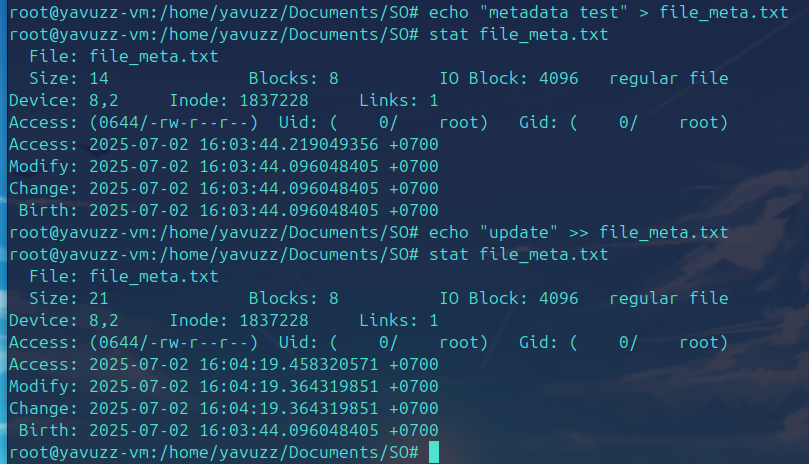 root@yavuzz-vm:/home/yavuzz/Documents/SO# echo "metadata test" > file_meta.txt
root@yavuzz-vm:/home/yavuzz/Documents/SO# stat file_meta.txt
  File: file_meta.txt
  Size: 14              Blocks: 8          IO Block: 4096   regular file
Device: 8,2     Inode: 1837228     Links: 1
Access: (0644/-rw-r--r--)  Uid: (    0/    root)   Gid: (    0/    root)
Access: 2025-07-02 16:03:44.219049356 +0700
Modify: 2025-07-02 16:03:44.096048405 +0700
Change: 2025-07-02 16:03:44.096048405 +0700
 Birth: 2025-07-02 16:03:44.096048405 +0700
root@yavuzz-vm:/home/yavuzz/Documents/SO# echo "update" >> file_meta.txt
root@yavuzz-vm:/home/yavuzz/Documents/SO# stat file_meta.txt
  File: file_meta.txt
  Size: 21              Blocks: 8          IO Block: 4096   regular file
Device: 8,2     Inode: 1837228     Links: 1
Access: (0644/-rw-r--r--)  Uid: (    0/    root)   Gid: (    0/    root)
Access: 2025-07-02 16:04:19.458320571 +0700
Modify: 2025-07-02 16:04:19.364319851 +0700
Change: 2025-07-02 16:04:19.364319851 +0700
 Birth: 2025-07-02 16:03:44.096048405 +0700
root@yavuzz-vm:/home/yavuzz/Documents/SO#